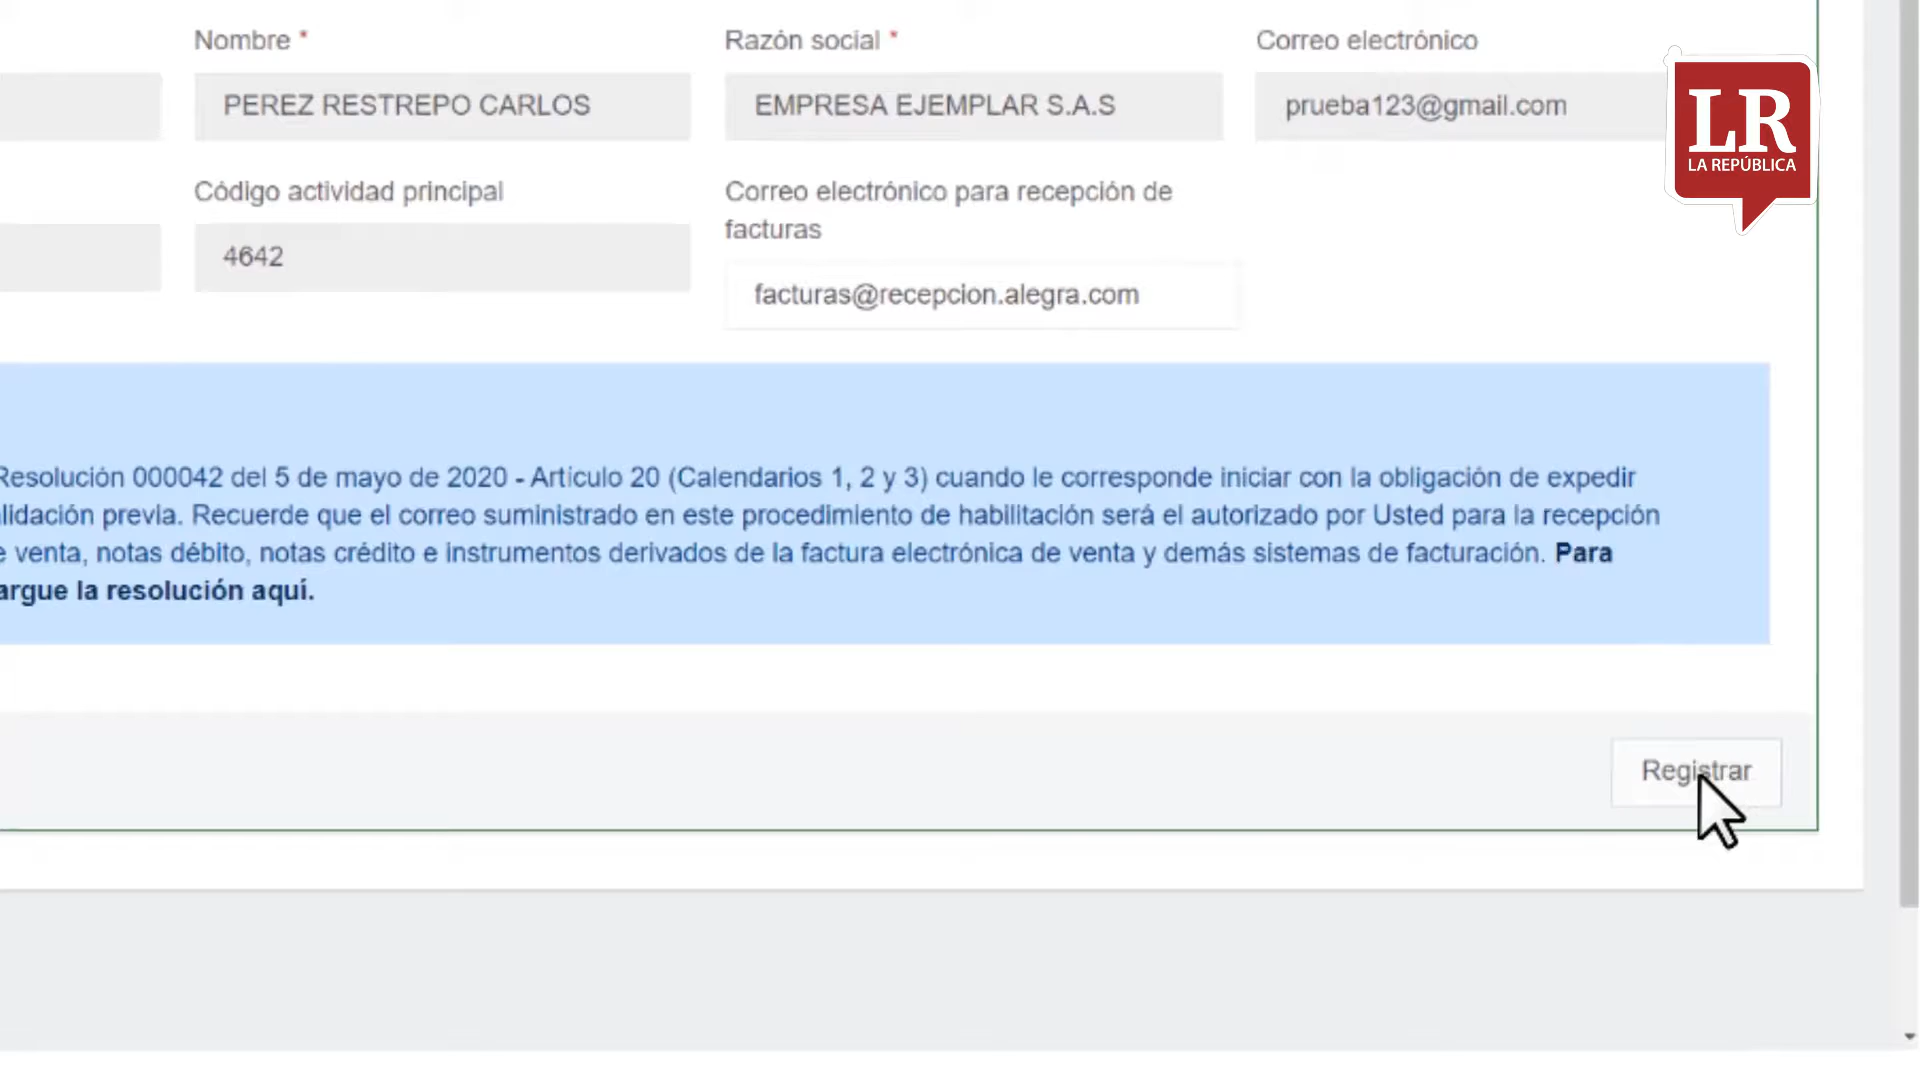 Nombre *
Razón social *
Correo electrónico
PEREZ RESTREPO CARLOS
EMPRESA EJEMPLAR S.A.S
prueba123@gmail.com
LR
LA REPÚBLICA
Código actividad principal
Correo electrónico para recepción de
facturas
4642
facturas@recepcion.alegra.com
Resolución 000042 del 5 de mayo de 2020 - Artículo 20 (Calendarios 1, 2 y 3) cuando le corresponde iniciar con la obligación de expedir
lidación previa. Recuerde que el correo suministrado en este procedimiento de habilitación será el autorizado por Usted para la recepción
e venta, notas débito, notas crédito e instrumentos derivados de la factura electrónica de venta y demás sistemas de facturación. Para
argue la resolución aquí.
Registrar